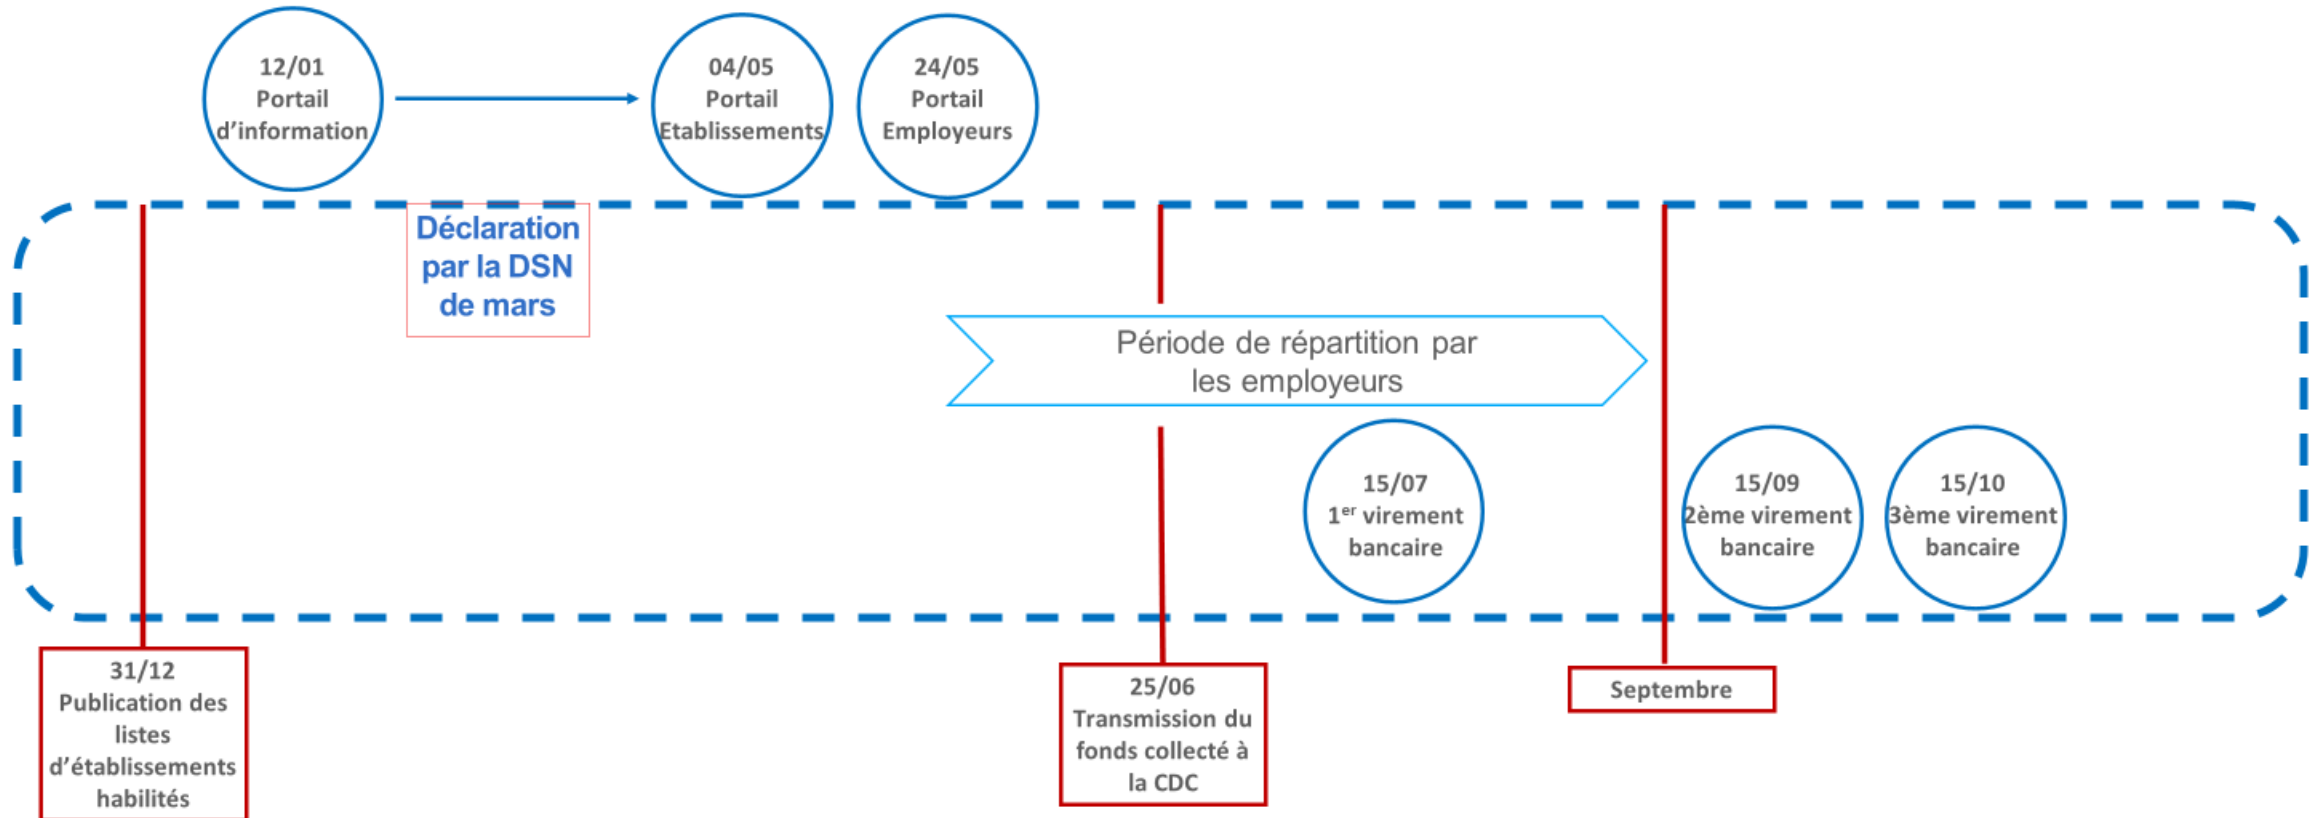 12/01
Portail
d’information
04/05
Portail
Etablissements
24/05
Portail
Employeurs
Déclaration
par la DSN
de mars
Période de répartition par
les employeurs
15/07
1er virement
bancaire
15/09
2ème virement
bancaire
15/10
3ème virement
bancaire
31/12
Publication des
listes
d’établissements
habilités
25/06
Transmission du
fonds collecté à
la CDC
Septembre